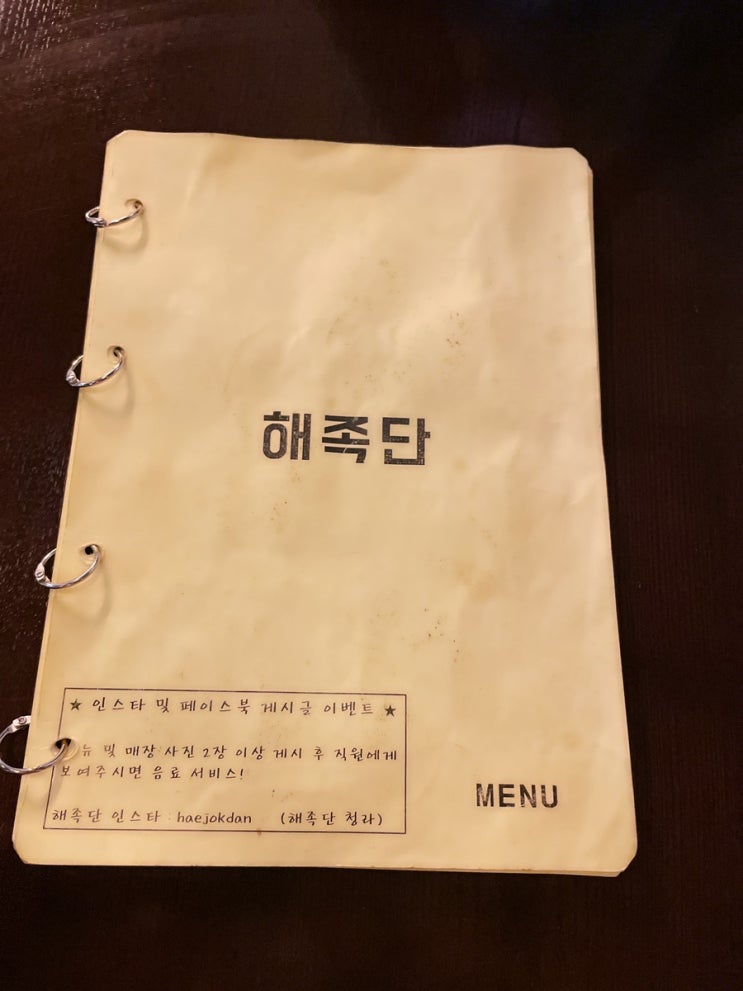 해족단
★ 인스타 및 페이스북 게시글 이벤트 ★
및 매장 사진 2장 이상 게시 후 직원에게
보여주시면 음료 서비스!
해족단 인스타 : haejokdan (해족단 청라)
MENU